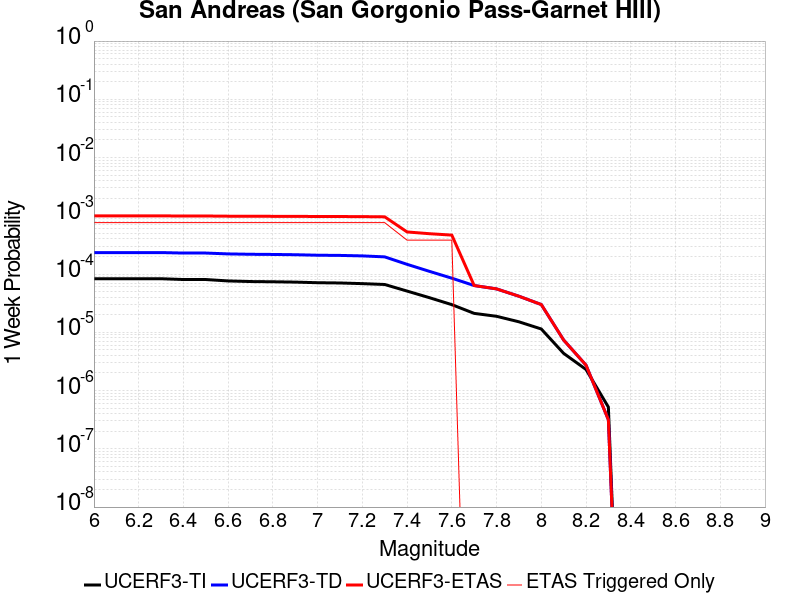 San Andreas (San Gorgonio Pass-Garnet HIll)
10^0
10^-1
10^-2
10^-3
10^-4
10^-5
10^-6
10^-7
10^-8
1 Week Probability
6 6.2 6.4 6.6 6.8 7 7.2 7.4 7.6 7.8 8 8.2 8.4 8.6 8.8 9
Magnitude
UCERF3-TI UCERF3-TD UCERF3-ETAS ETAS Triggered Only